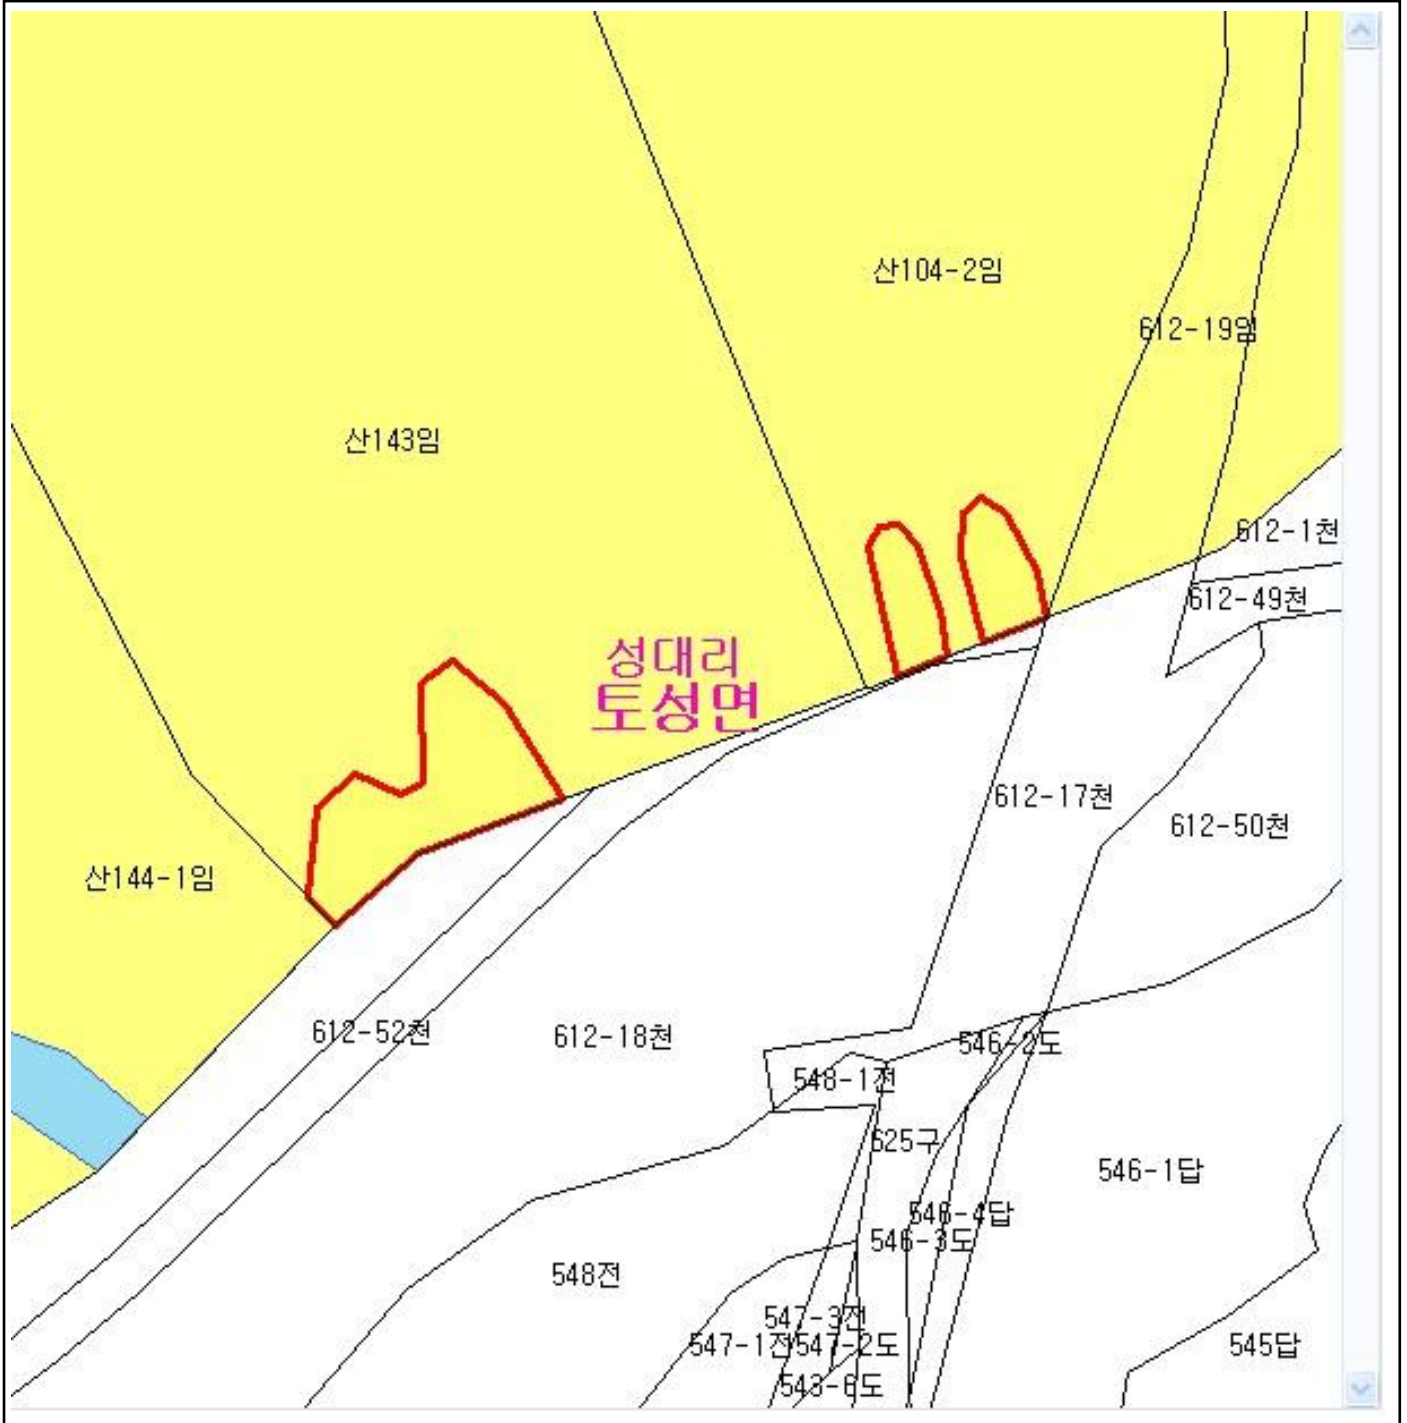 산104-2임
612-19임
산143임
612-1천
612-49천
성대리
토성면
612-17천
612-50천
산144-1임
612-52천
612-18천
546-2도
548-1전
625구
546-1답
546-4답
546-3도
548전
547-3전
547-1전
547-2도
545답
543-6도